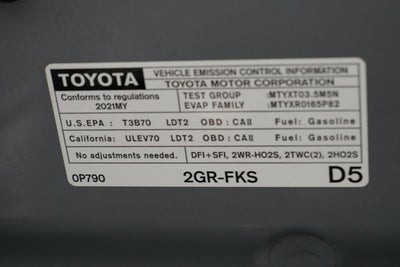 TOYOTA VEHICLE EMISSION CONTROL INFORMATION
TOYOTA MOTOR CORPORATION
Conforms to regulations TEST GROUP :MTYXT03.5M5N
2021MY EVAP FAMILY :MTYXR0165P82
U.S.EPA : T3B70 LDT2 OBD : CAII Fuel: Gasoline
California: ULEV70 LDT2 OBD : CAII Fuel: Gasoline
No adjustments needed. DFI+SFI, 2WR-HO2S, 2TWC(2), 2HO2S
0P790 2GR-FKS D5